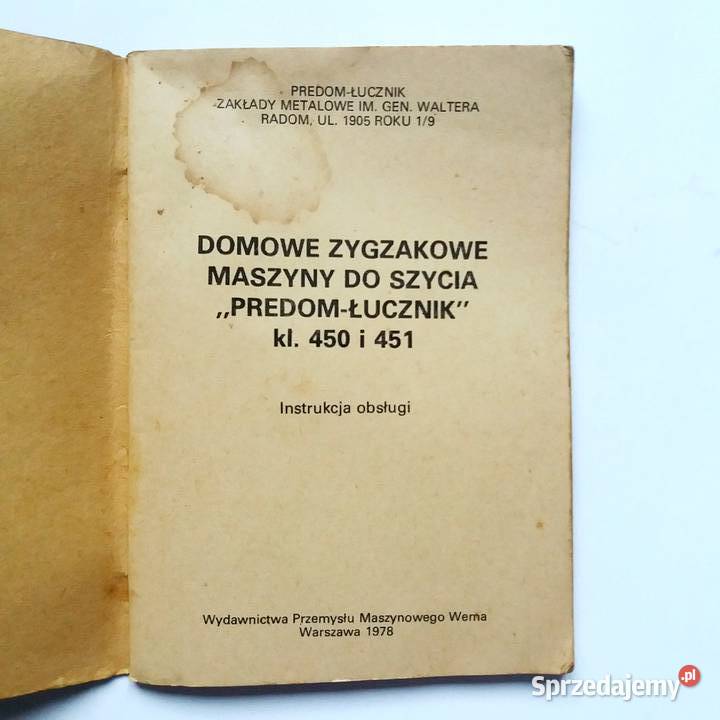 PREDOM-ŁUCZNIK
ZAKŁADY METALOWE IM. GEN. WALTERA
RADOM, UL. 1905 ROKU 1/9
DOMOWE ZYGZAKOWE
MASZYNY DO SZYCIA
,,PREDOM-ŁUCZNIK"
kl. 450 i 451
Instrukcja obsługi
Wydawnictwa Przemysłu Maszynowego Wema
Warszawa 1978
Sprzedajemy.pl